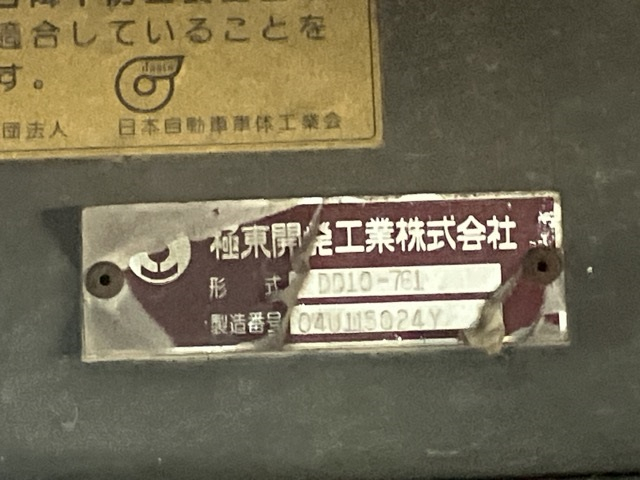 適合していることを
す。
団法人 日本自動車車体工業会
極東開発工業株式会社
形式 DD10-781
製造番号 04U115024Y